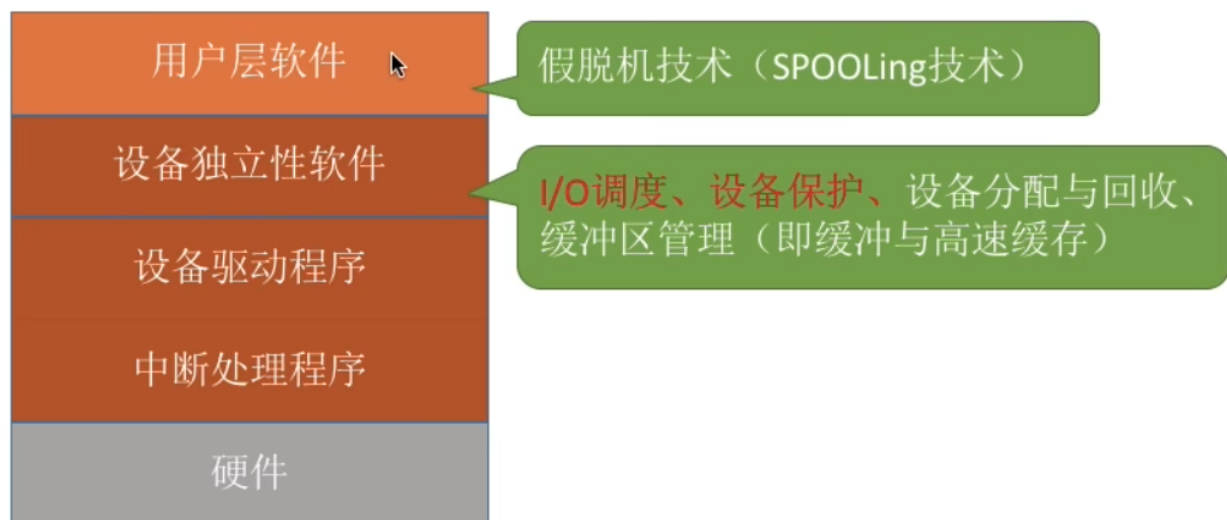 用户层软件
假脱机技术（SPOOLing技术）
设备独立性软件
I/O调度、设备保护、设备分配与回收、
缓冲区管理（即缓冲与高速缓存）
设备驱动程序
中断处理程序
硬件